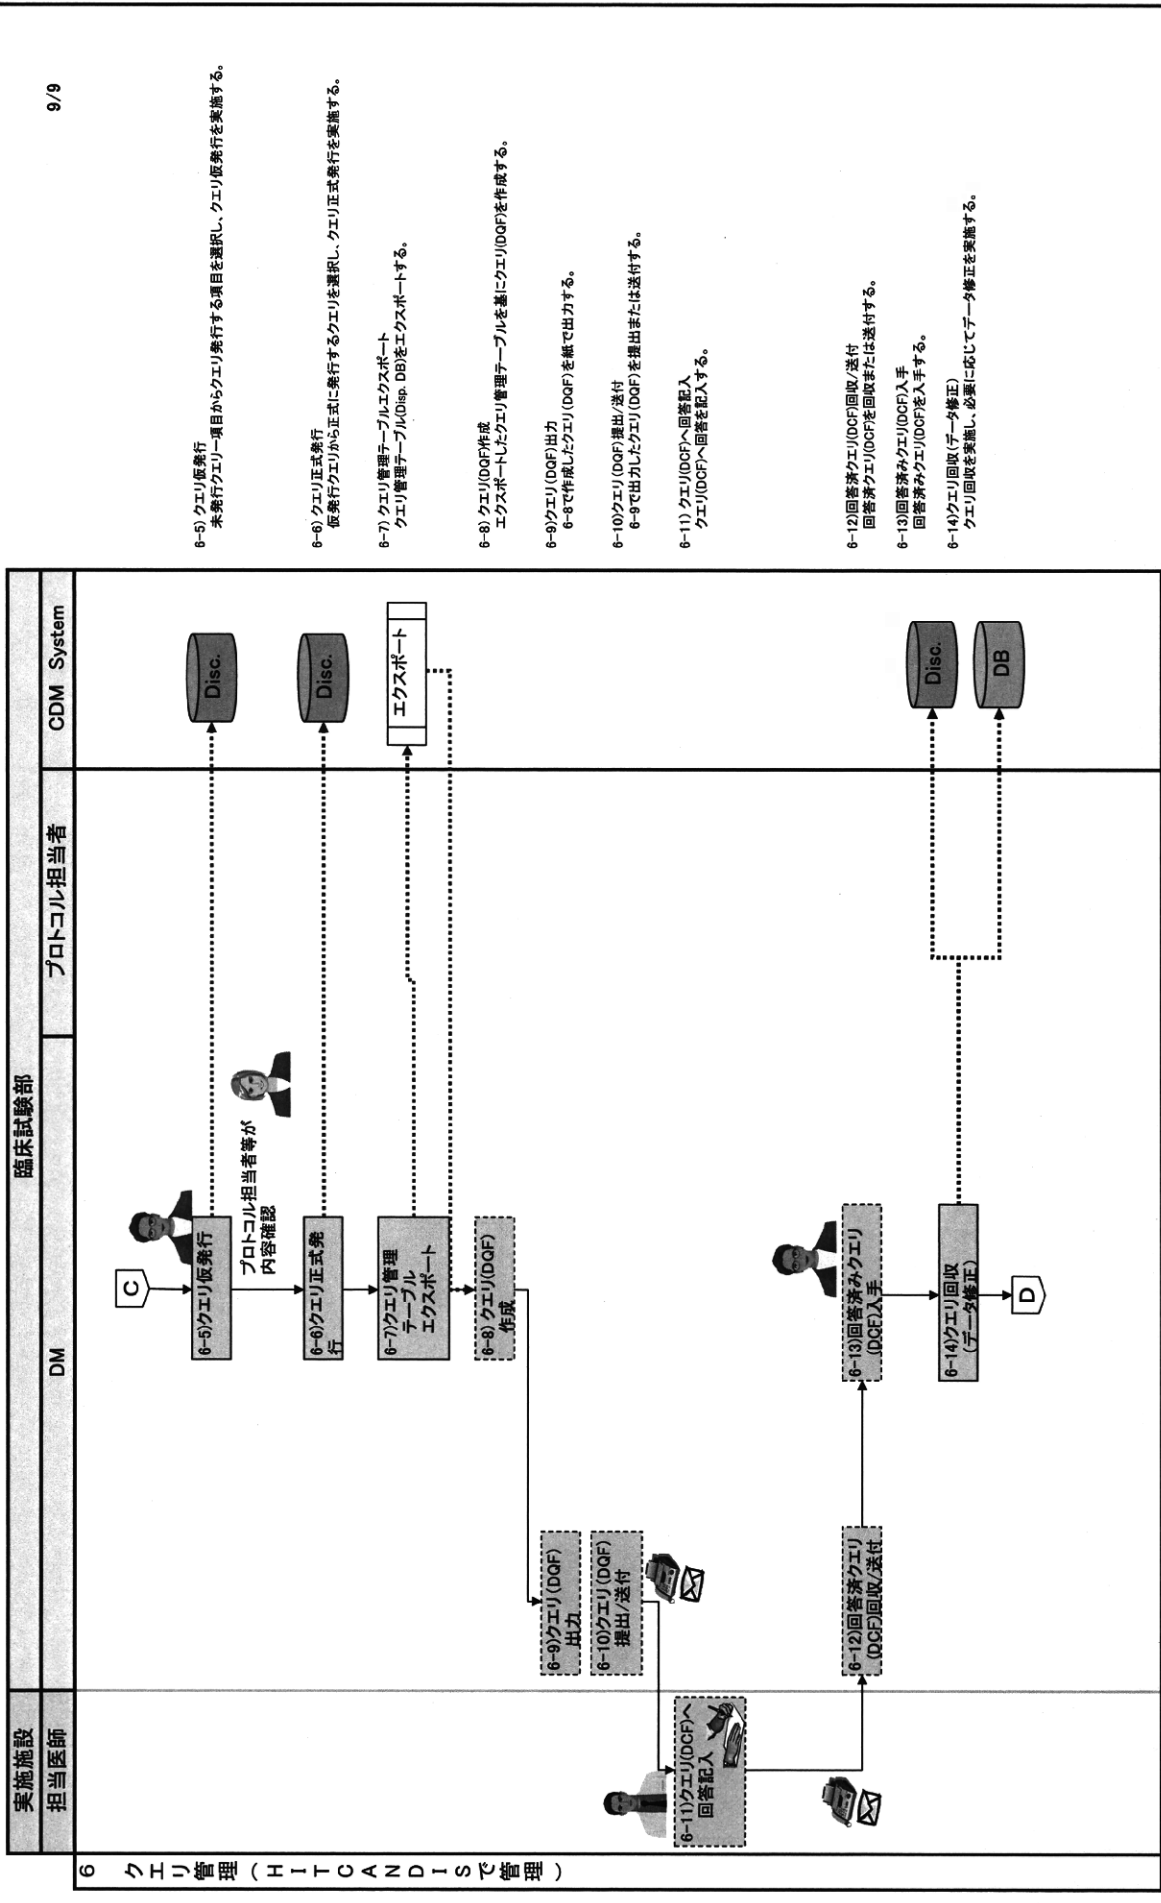 9/9
実施施設
臨床試験部
担当医師
DM
プロトコル担当者
CDM System
6 クエリ管理(HITCANDISで管理)
C
6-5)クエリ仮発行
Disc.
プロトコル担当者等が
内容確認
6-6)クエリ正式発
行
Disc.
6-7)クエリ管理
テーブル
エクスポート
エクスポート
6-8) クエリ(DQF)
作成
6-9)クエリ(DQF)
出力
6-10)クエリ(DQF)
提出/送付
6-11)クエリ(DCF)へ
回答記入
6-12)回答済クエリ
(DCF)回収/送付
6-13)回答済みクエリ
(DCF)入手
6-14)クエリ回収
(データ修正)
Disc.
DB
D
6-5) クエリ仮発行
未発行クエリー項目からクエリ発行する項目を選択し、クエリ仮発行を実施する。
6-6) クエリ正式発行
仮発行クエリから正式に発行するクエリを選択し、クエリ正式発行を実施する。
6-7) クエリ管理テーブルエクスポート
クエリ管理テーブル(Disp. DB)をエクスポートする。
6-8) クエリ(DQF)作成
エクスポートしたクエリ管理テーブルを基にクエリ(DQF)を作成する。
6-9)クエリ(DQF)出力
6-8で作成したクエリ(DQF)を紙で出力する。
6-10)クエリ(DQF)提出/送付
6-9で出力したクエリ(DQF)を提出または送付する。
6-11) クエリ(DCF)へ回答記入
クエリ(DCF)へ回答を記入する。
6-12)回答済クエリ(DCF)回収/送付
回答済クエリ(DCF)を回収または送付する。
6-13)回答済みクエリ(DCF)入手
回答済みクエリ(DCF)を入手する。
6-14)クエリ回収(データ修正)
クエリ回収を実施し、必要に応じてデータ修正を実施する。